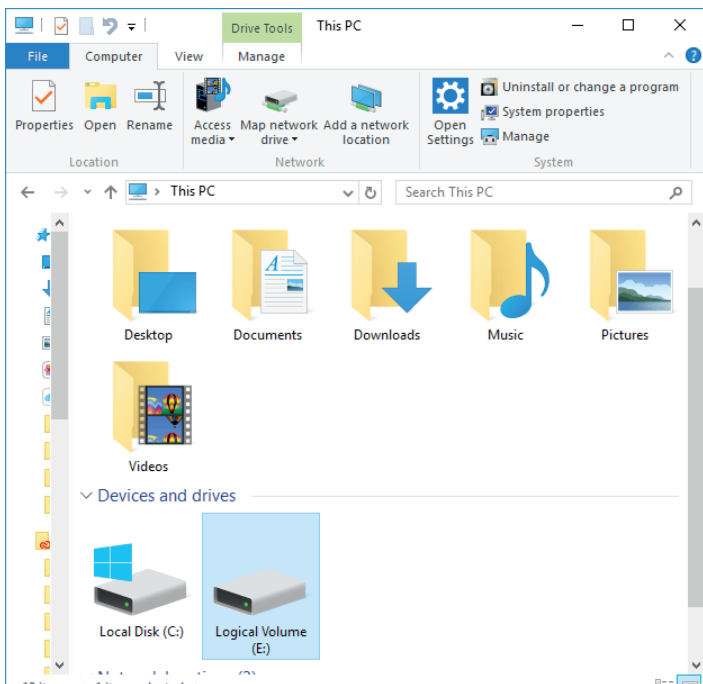 Drive Tools This PC
File Computer View Manage
Properties Open Rename Access media Map network drive Add a network location Open Settings Uninstall or change a program
System properties
Manage
Location Network System
This PC Search This PC
Desktop Documents Downloads Music Pictures
Videos
Devices and drives
Local Disk (C:) Logical Volume
(E:)